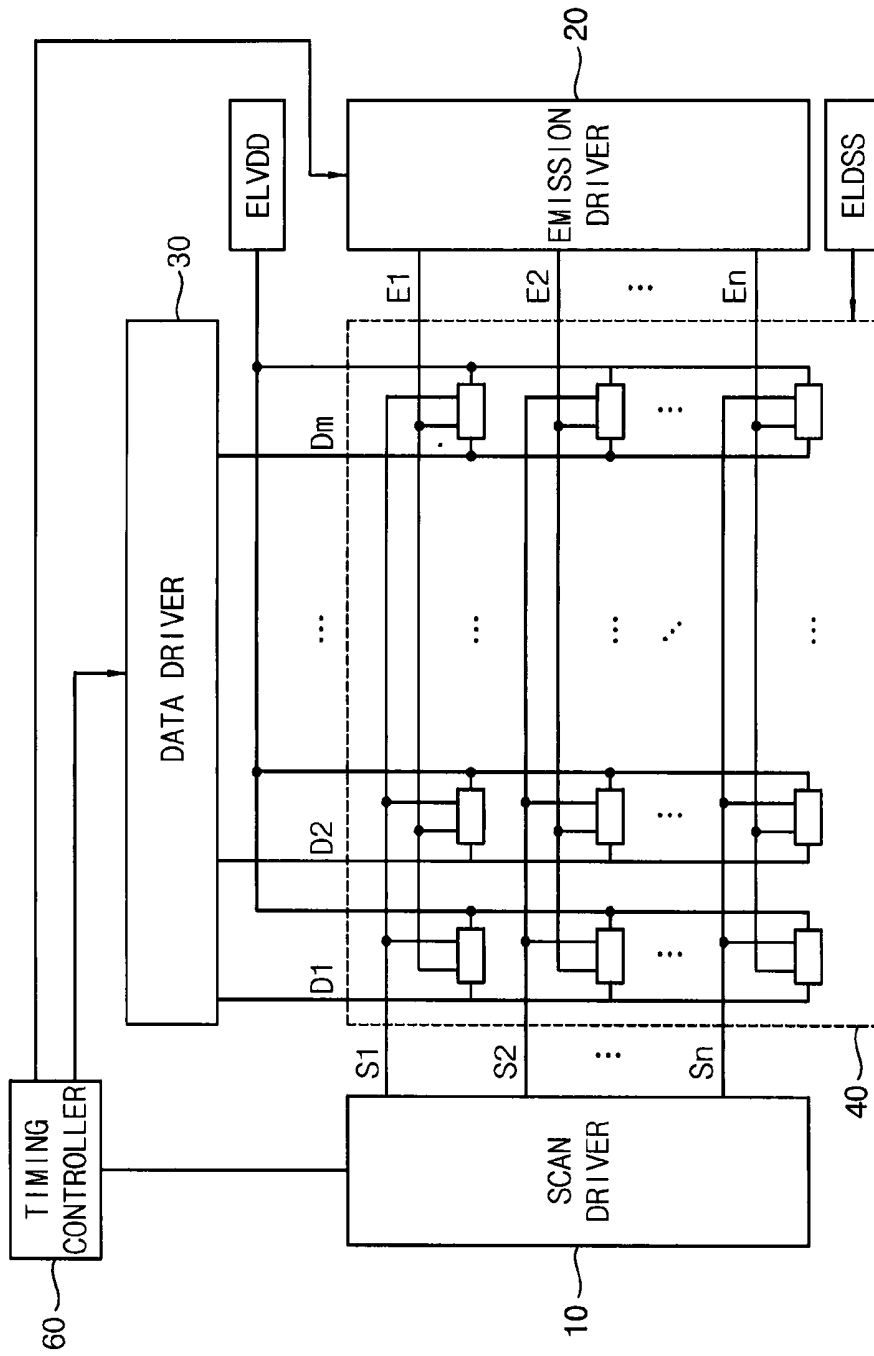 60
TIMING
CONTROLLER
DATA DRIVER
30
ELVDD
D1
D2
...
Dm
SCAN
DRIVER
10
S1
S2
...
Sn
E1
E2
...
En
EMISSION
DRIVER
20
ELDSS
40